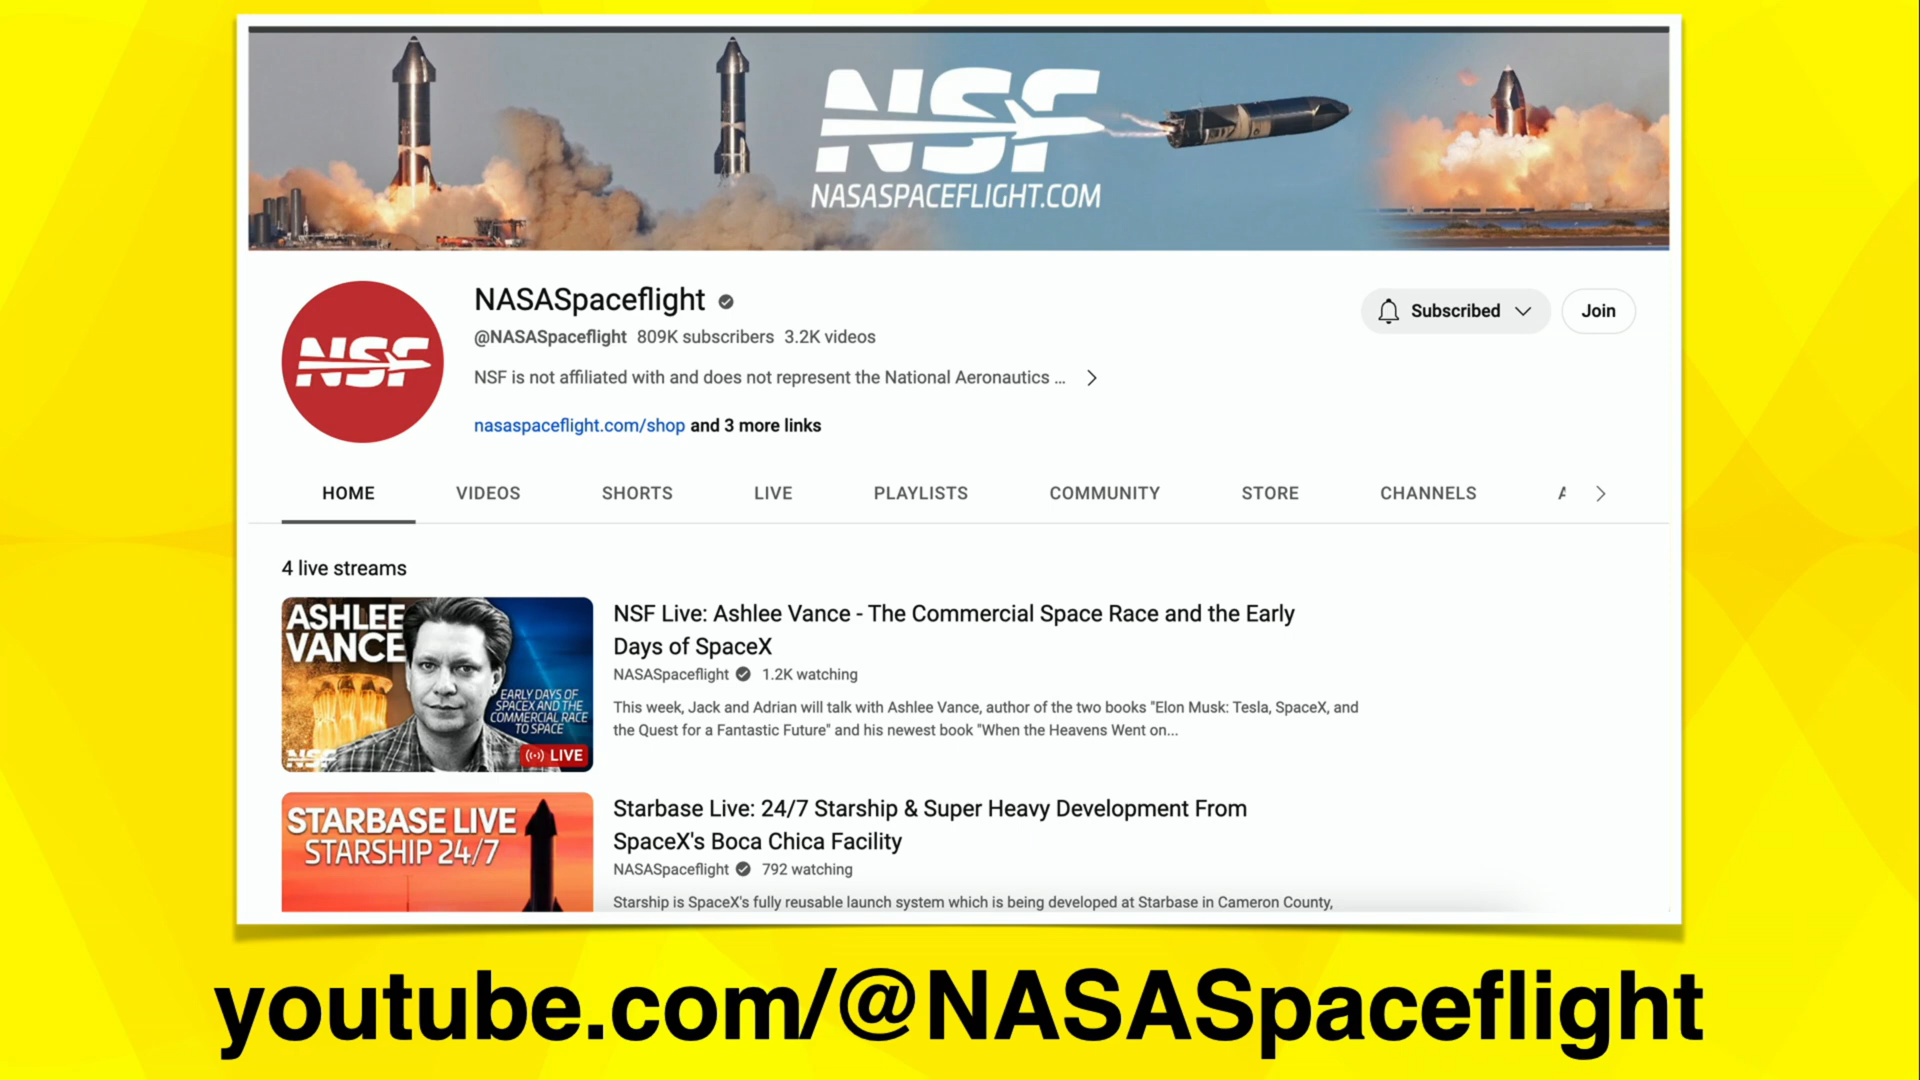 NSF
NASASPACEFLIGHT.COM
NSF
NASASpaceflight
@NASASpaceflight 809K subscribers 3.2K videos
NSF is not affiliated with and does not represent the National Aeronautics ...
nasaspaceflight.com/shop and 3 more links
Subscribed
Join
HOME VIDEOS SHORTS LIVE PLAYLISTS COMMUNITY STORE CHANNELS
4 live streams
ASHLEE
VANCE
EARLY DAYS OF
SPACEX AND THE
COMMERCIAL RACE
TO SPACE
NSF
LIVE
NSF Live: Ashlee Vance - The Commercial Space Race and the Early
Days of SpaceX
NASASpaceflight 1.2K watching
This week, Jack and Adrian will talk with Ashlee Vance, author of the two books "Elon Musk: Tesla, SpaceX, and
the Quest for a Fantastic Future" and his newest book "When the Heavens Went on...
STARBASE LIVE
STARSHIP 24/7
Starbase Live: 24/7 Starship & Super Heavy Development From
SpaceX's Boca Chica Facility
NASASpaceflight 792 watching
Starship is SpaceX's fully reusable launch system which is being developed at Starbase in Cameron County,
youtube.com/@NASASpaceflight